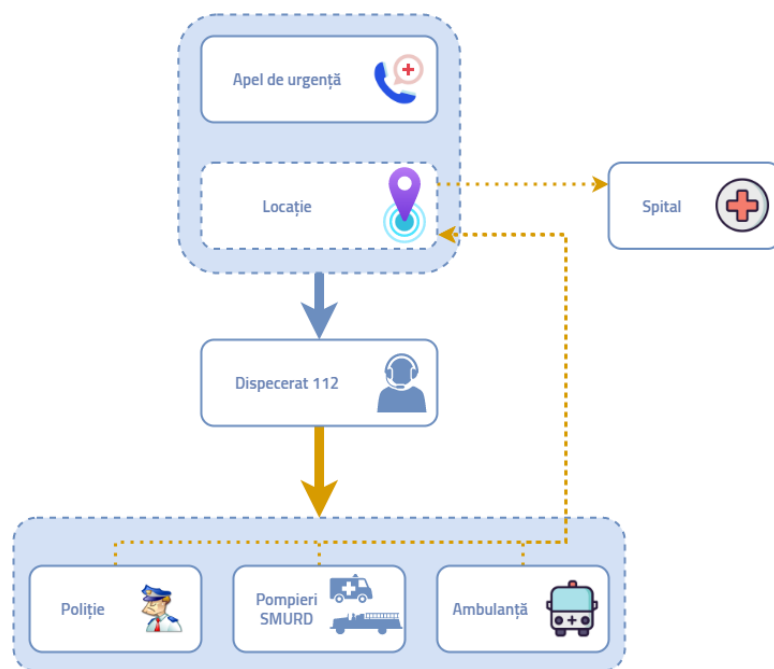 Apel de urgență
Locație
Spital
Dispecerat 112
Poliție
Pompieri
SMURD
Ambulanță